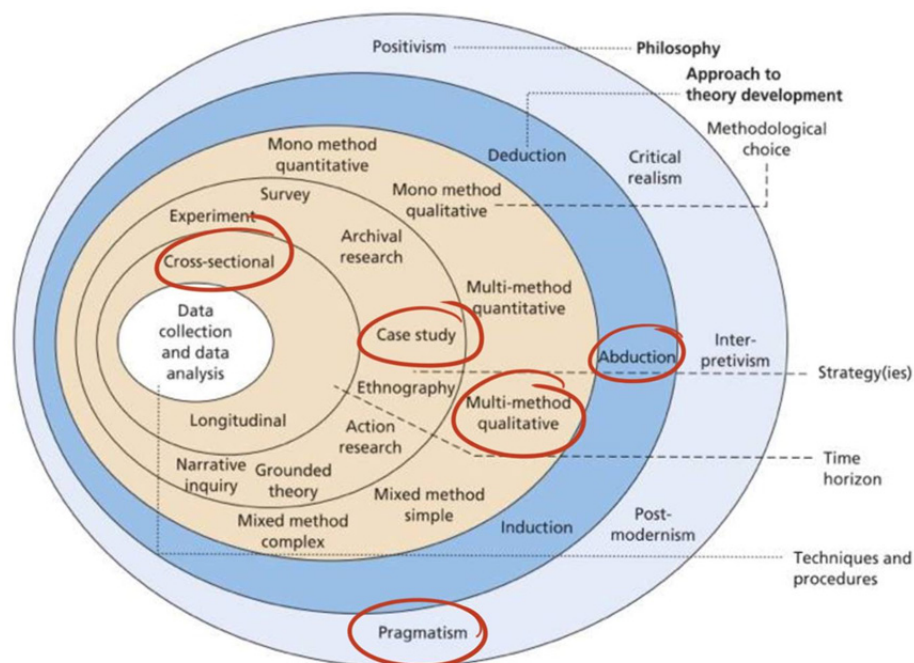 Positivism
Philosophy
Approach to
theory development
Methodological
choice
Mono method
quantitative
Deduction
Critical
realism
Survey
Mono method
qualitative
Experiment
Archival
research
Cross-sectional
Multi-method
quantitative
Data
collection
and data
analysis
Case study
Abduction
Inter-
pretivism
Strategy(ies)
Ethnography
Multi-method
qualitative
Longitudinal
Action
research
Narrative
inquiry
Grounded
theory
Time
horizon
Mixed method
simple
Mixed method
complex
Induction
Post-
modernism
Techniques and
procedures
Pragmatism